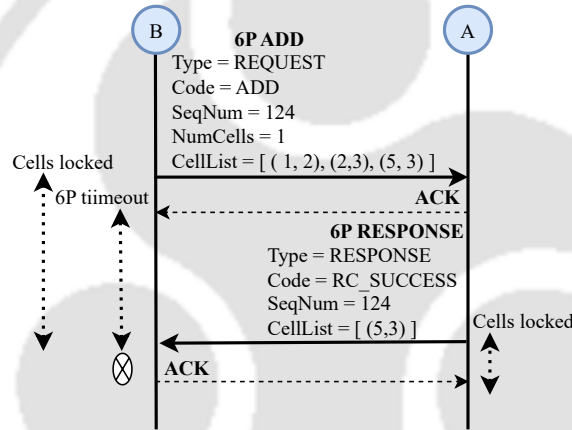 B
A
6P ADD
Type = REQUEST
Code = ADD
SeqNum = 124
NumCells = 1
CellList = [ ( 1, 2), (2,3), (5, 3) ]
Cells locked
6P tiimeout
ACK
6P RESPONSE
Type = RESPONSE
Code = RC_SUCCESS
SeqNum = 124
CellList = [ (5,3) ]
Cells locked
ACK